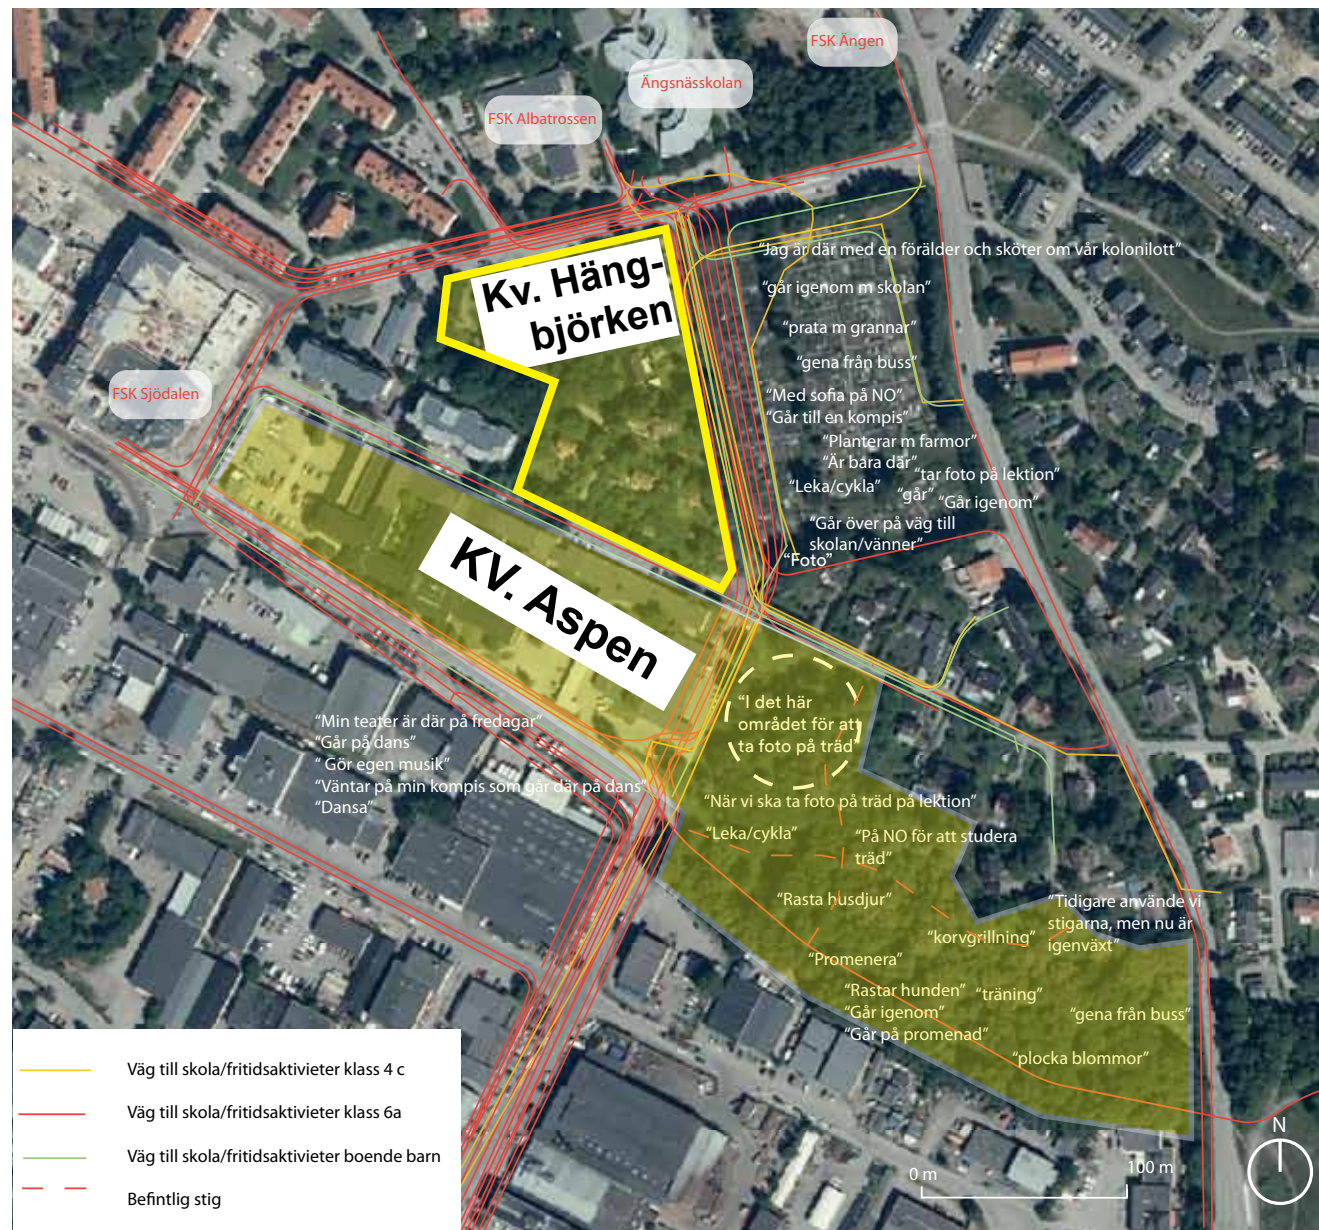 FSK Ängen
Ängsnässkolan
FSK Albatrossen
Kv. Häng-
björken
"Jag är där med en förälder och sköter om vår kolonilott"
"går igenom m skolan"
"prata m grannar"
"gena från buss"
"Med sofia på NO"
"Går till en kompis"
"Planterar m farmor"
"Är bara där"
"tar foto på lektion"
"Leka/cykla"
"går"
"Går igenom"
"Går över på väg till
skolan/vänner"
"Foto"
FSK Sjödalen
KV. Aspen
"I det här
området för att
ta foto på träd"
"Min teater är där på fredagar"
"Går på dans"
" Gör egen musik"
"Väntar på min kompis som går där på dans"
"Dansa"
"När vi ska ta foto på träd på lektion"
"Leka/cykla"
"På NO för att studera
träd"
"Rasta husdjur"
"Tidigare använde vi
stigarna, men nu är
igenväxt"
"korvgrillning"
"Promenera"
"Rastar hunden"
"träning"
"Går igenom"
"gena från buss"
"Går på promenad"
"plocka blommor"
Väg till skola/fritidsaktivieter klass 4 c
Väg till skola/fritidsaktivieter klass 6a
Väg till skola/fritidsaktivieter boende barn
Befintlig stig
0 m
100 m
N